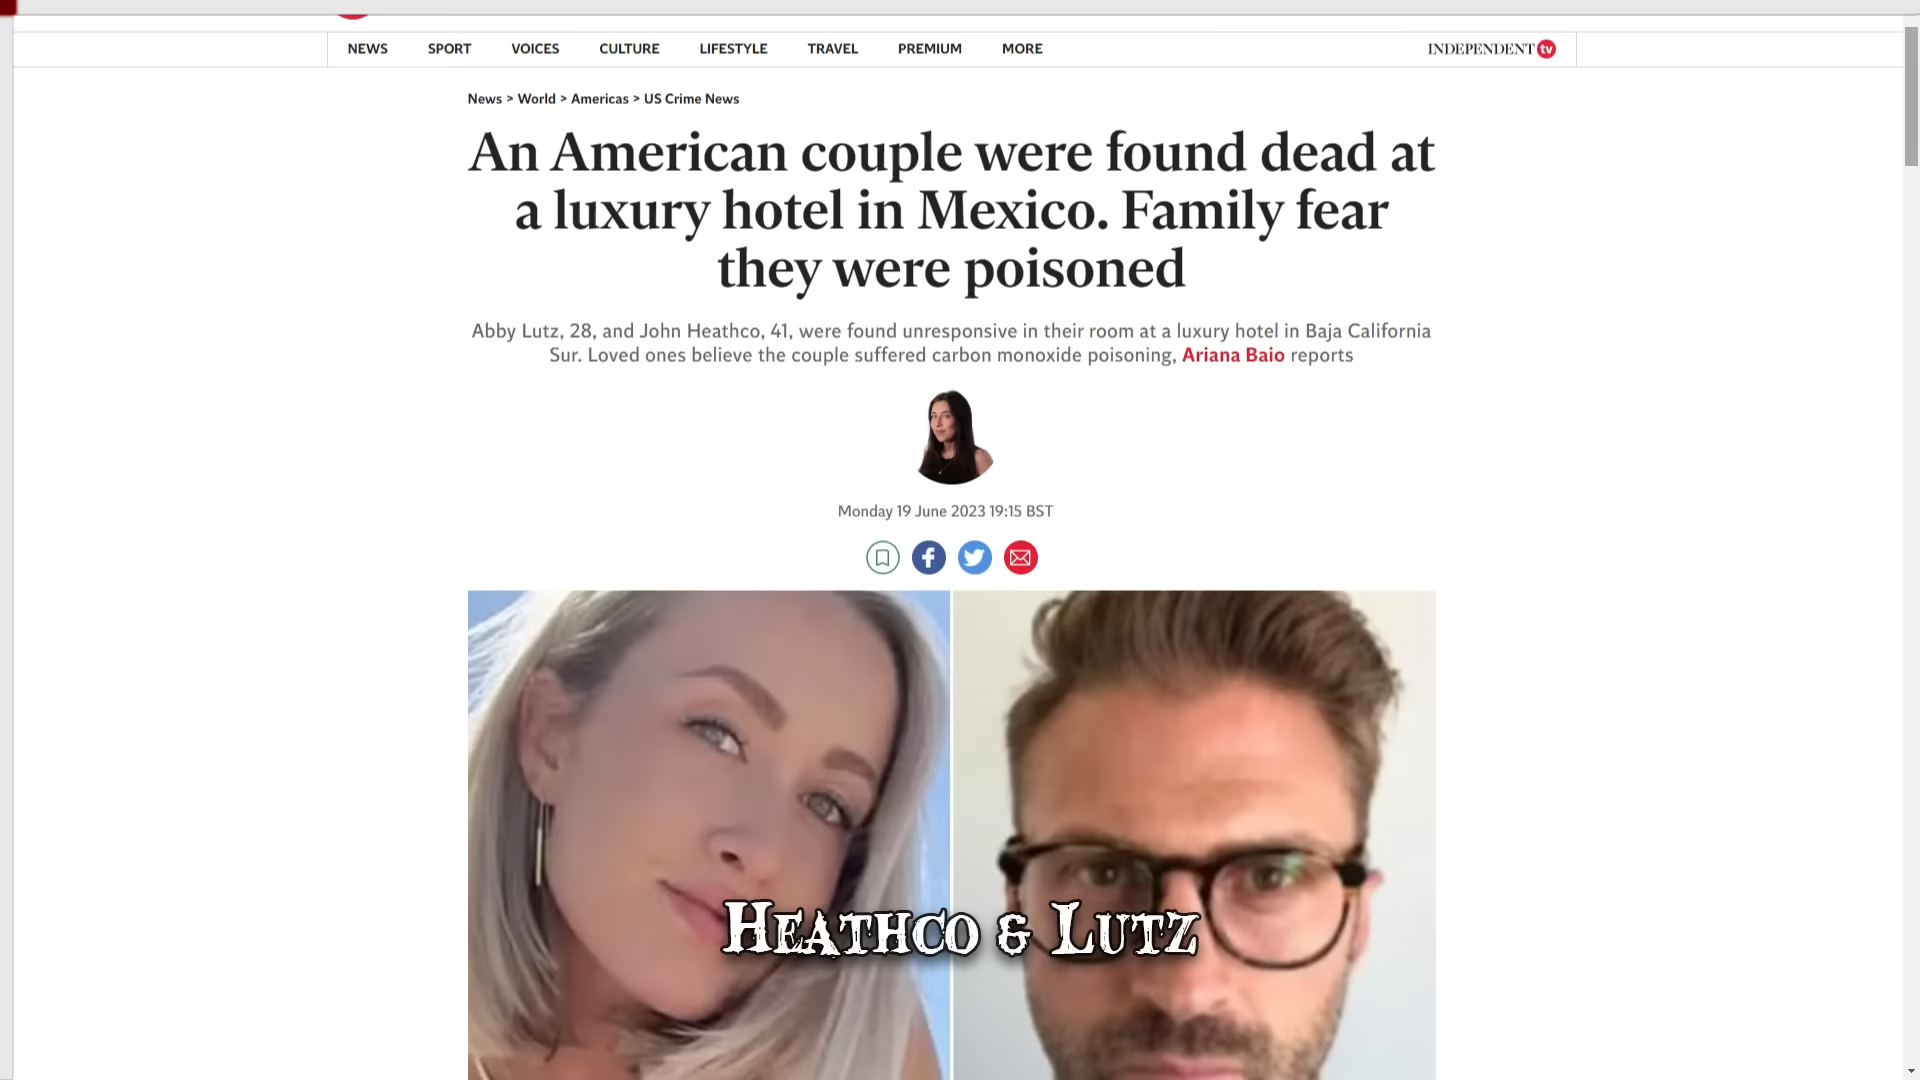 NEWS SPORT VOICES CULTURE LIFESTYLE TRAVEL PREMIUM MORE INDEPENDENT tv
News > World > Americas > US Crime News
An American couple were found dead at
a luxury hotel in Mexico. Family fear
they were poisoned
Abby Lutz, 28, and John Heathco, 41, were found unresponsive in their room at a luxury hotel in Baja California
Sur. Loved ones believe the couple suffered carbon monoxide poisoning, Ariana Baio reports
Monday 19 June 2023 19:15 BST
f
HEATHCO & LUTZ